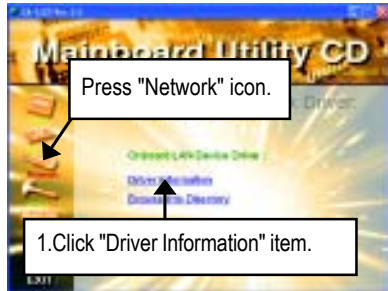 Mainboard Utility CD
Press "Network" icon.
Driver:
Onboard LAN Device Driver :
Driver Information
Browse this Directory
1.Click "Driver Information" item.
EXIT